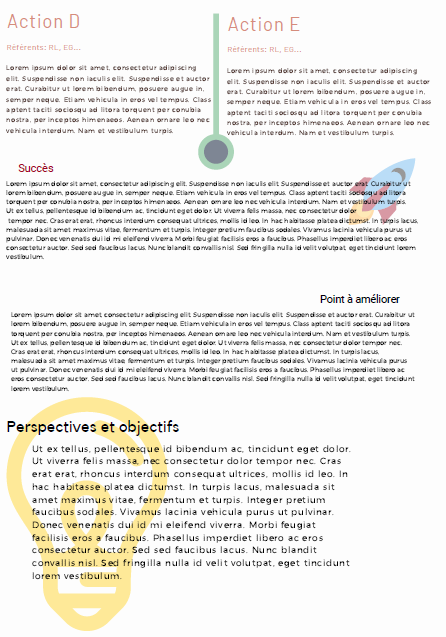 Action D
Référents: RL, EG...
Lorem ipsum dolor sit amet, consectetur adipiscing
elit. Suspendisse non iaculis elit. Suspendisse et auctor
erat. Curabitur ut lorem bibendum, posuere augue in,
semper neque. Etiam vehicula in eros vel tempus. Class
aptent taciti sociosqu ad litora torquent per conubia
nostra, per inceptos himenaeos. Aenean ornare leo nec
vehicula interdum. Nam et vestibulum turpis.
Action E
Référents: RL, EG...
Lorem ipsum dolor sit amet, consectetur adipiscing
elit. Suspendisse non iaculis elit. Suspendisse et auctor
erat. Curabitur ut lorem bibendum, posuere augue in,
semper neque. Etiam vehicula in eros vel tempus. Class
aptent taciti sociosqu ad litora torquent per conubia
nostra, per inceptos himenaeos. Aenean ornare leo nec
vehicula interdum. Nam et vestibulum turpis.
Succès
Lorem ipsum dolor sit amet, consectetur adipiscing elit. Suspendisse non iaculis elit. Suspendisse et auctor erat. Curabitur ut
lorem bibendum, posuere augue in, semper neque. Etiam vehicula in eros vel tempus. Class aptent taciti sociosqu ad litora
torquent per conubia nostra, per inceptos himenaeos. Aenean ornare leo nec vehicula interdum. Nam et vestibulum turpis.
Ut ex tellus, pellentesque id bibendum ac, tincidunt eget dolor. Ut viverra felis massa, nec consectetur dolor
tempor nec. Cras erat erat, rhoncus interdum consequat ultrices, mollis id leo. In hac habitasse platea dictumst. In turpis lacus,
malesuada sit amet maximus vitae, fermentum et turpis. Integer pretium faucibus sodales. Vivamus lacinia vehicula purus ut
pulvinar. Donec venenatis dui id mi eleifend viverra. Morbi feugiat facilisis eros a faucibus. Phasellus imperdiet libero ac eros
consectetur auctor. Sed sed faucibus lacus. Nunc blandit convallis nisl. Sed fringilla nulla id velit volutpat, eget tincidunt lorem
vestibulum.
Point à améliorer
Lorem ipsum dolor sit amet, consectetur adipiscing elit. Suspendisse non iaculis elit. Suspendisse et auctor erat. Curabitur ut
lorem bibendum, posuere augue in, semper neque. Etiam vehicula in eros vel tempus. Class aptent taciti sociosqu ad litora
torquent per conubia nostra, per inceptos himenaeos. Aenean ornare leo nec vehicula interdum. Nam et vestibulum turpis.
Ut ex tellus, pellentesque id bibendum ac, tincidunt eget dolor. Ut viverra felis massa, nec consectetur dolor tempor nec.
Cras erat erat, rhoncus interdum consequat ultrices, mollis id leo. In hac habitasse platea dictumst. In turpis lacus,
malesuada sit amet maximus vitae, fermentum et turpis. Integer pretium faucibus sodales. Vivamus lacinia vehicula purus
ut pulvinar. Donec venenatis dui id mi eleifend viverra. Morbi feugiat facilisis eros a faucibus. Phasellus imperdiet libero ac
eros consectetur auctor. Sed sed faucibus lacus. Nunc blandit convallis nisl. Sed fringilla nulla id velit volutpat, eget tincidunt
lorem vestibulum.
Perspectives et objectifs
Ut ex tellus, pellentesque id bibendum ac, tincidunt eget dolor.
Ut viverra felis massa, nec consectetur dolor tempor nec. Cras
erat erat, rhoncus interdum consequat ultrices, mollis id leo. In
hac habitasse platea dictumst. In turpis lacus, malesuada sit
amet maximus vitae, fermentum et turpis. Integer pretium
faucibus sodales. Vivamus lacinia vehicula purus ut pulvinar.
Donec venenatis dui id mi eleifend viverra. Morbi feugiat
facilisis eros a faucibus. Phasellus imperdiet libero ac eros
consectetur auctor. Sed sed faucibus lacus. Nunc blandit
convallis nisl. Sed fringilla nulla id velit volutpat, eget tincidunt
lorem vestibulum.